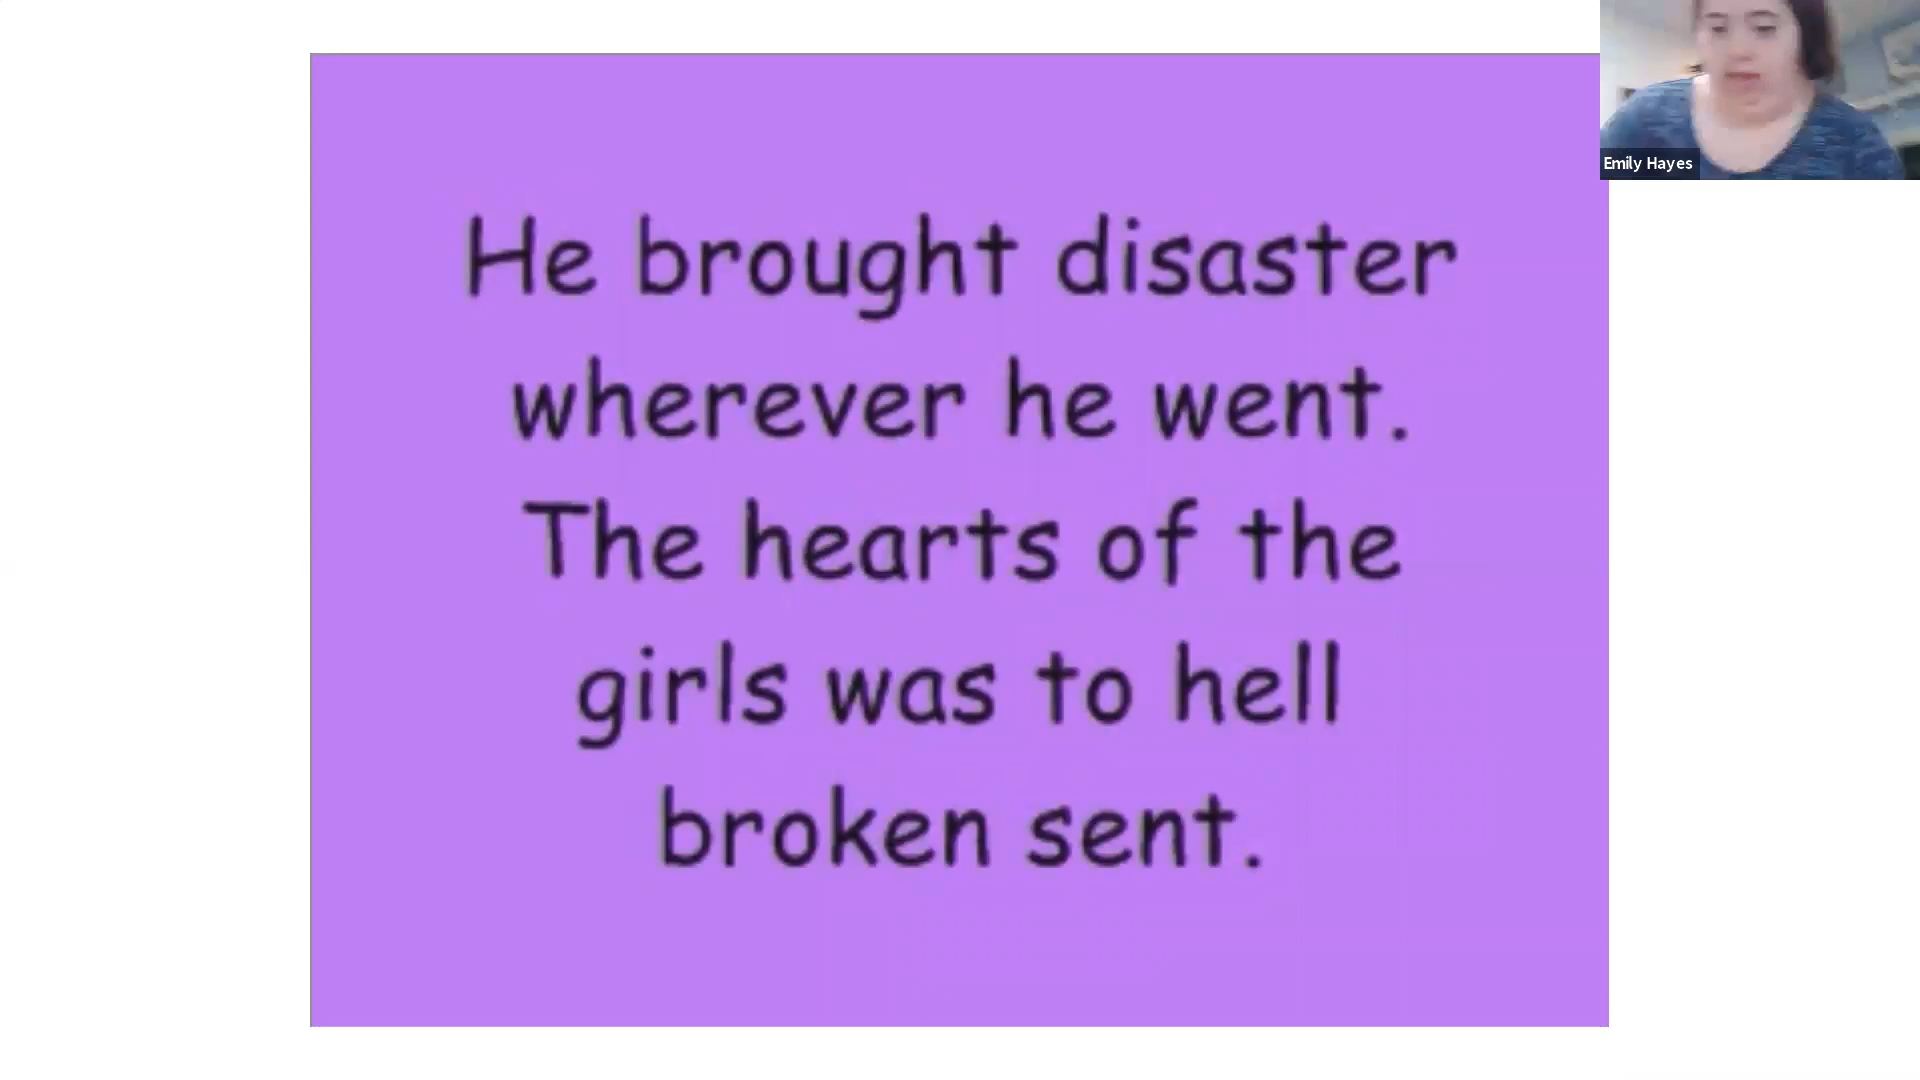 Emily Hayes
He brought disaster
wherever he went.
The hearts of the
girls was to hell
broken sent.